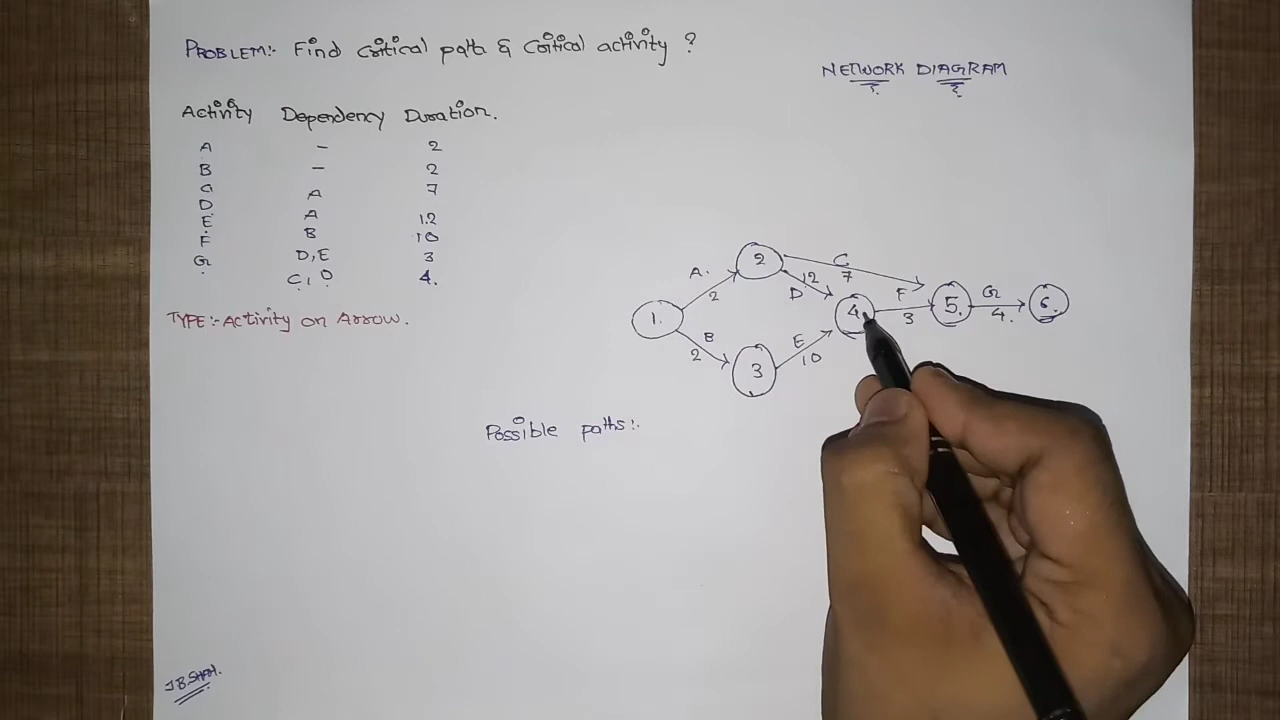 PROBLEM:- Find critical path & critical activity ?
NETWORK DIAGRAM
Activity Dependency Duration.
A - 2
B - 2
C A 7
D A 12
E B 10
F D,E 3
G C, D 4.
TYPE:- Activity on Arrow.
A. 2
B 2
C 7
12 D
E 10
F 3
G 4.
1. 2 3 4. 5. 6.
Possible paths:-
J.B.SHAH.